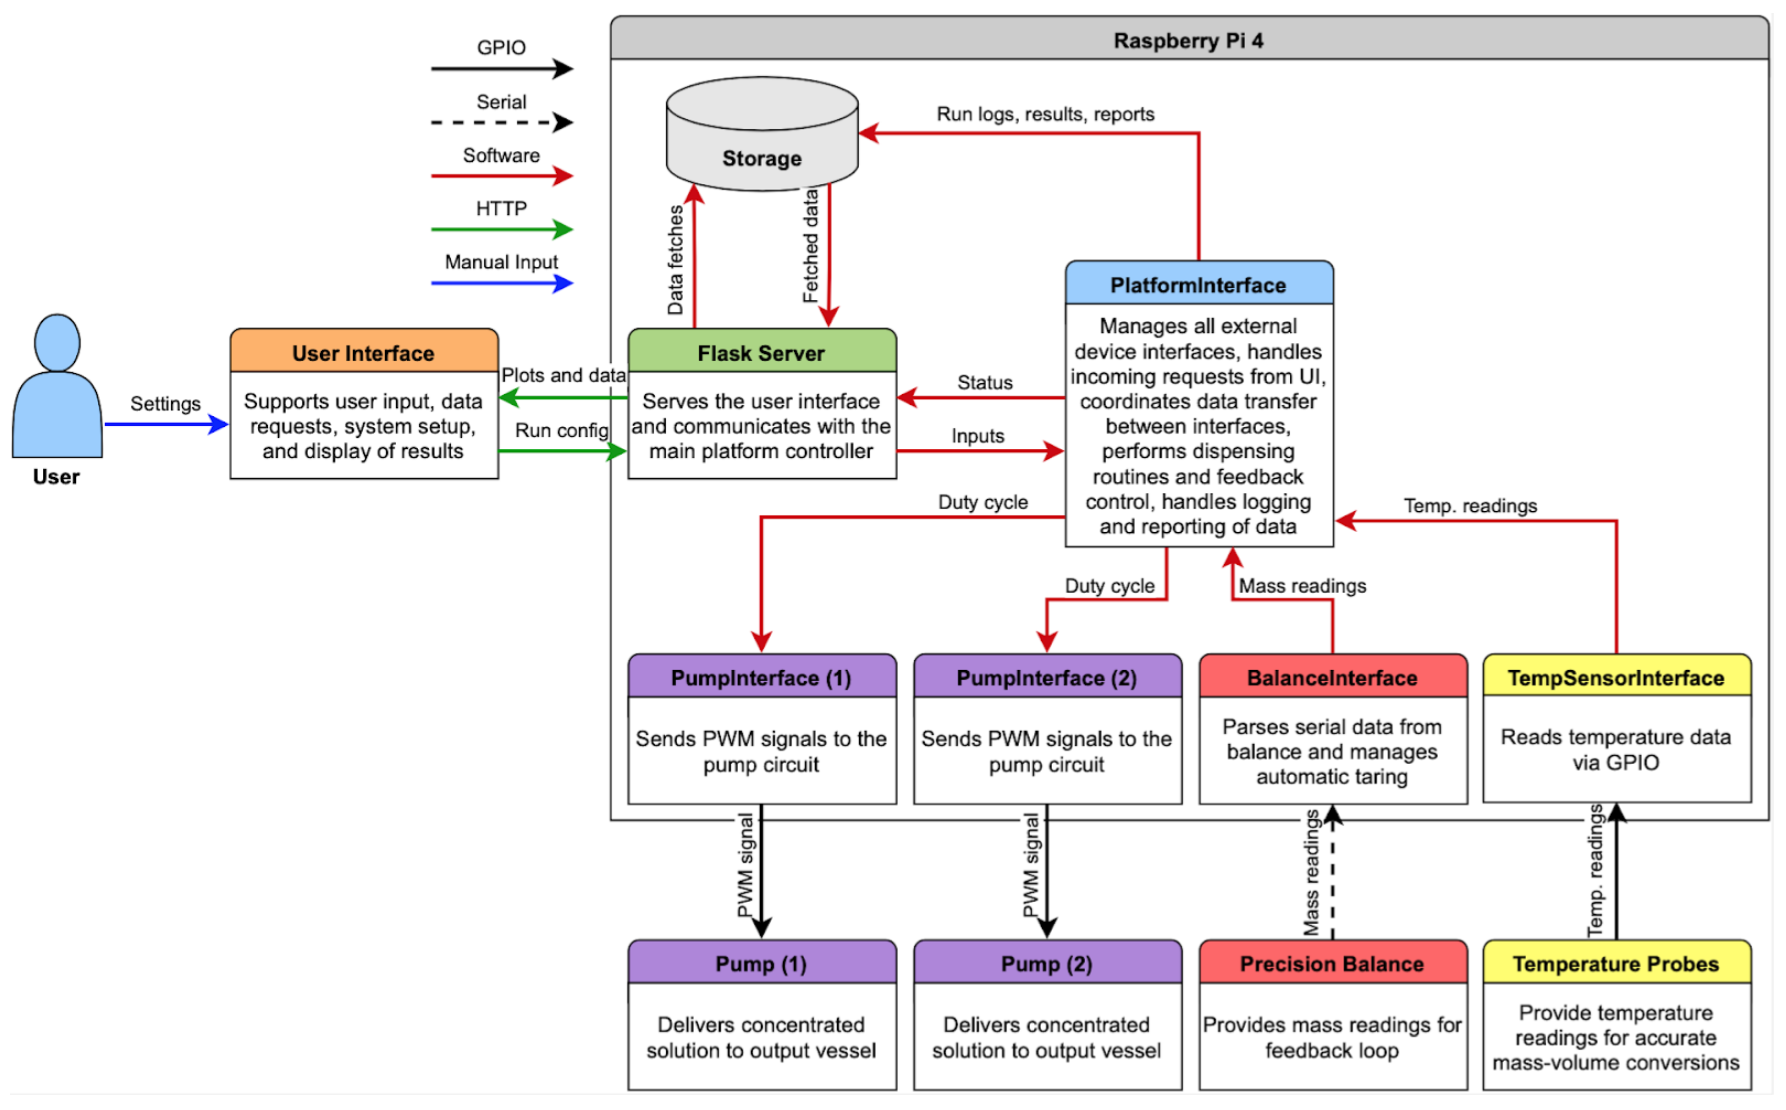 GPIO
Serial
Software
HTTP
Manual Input
Raspberry Pi 4
Storage
Run logs, results, reports
Data fetches
Fetched data
User
Settings
User Interface
Supports user input, data
requests, system setup,
and display of results
Plots and data
Run config
Flask Server
Serves the user interface
and communicates with the
main platform controller
Status
Inputs
PlatformInterface
Manages all external
device interfaces, handles
incoming requests from UI,
coordinates data transfer
between interfaces,
performs dispensing
routines and feedback
control, handles logging
and reporting of data
Duty cycle
Duty cycle
Mass readings
Temp. readings
PumpInterface (1)
Sends PWM signals to the
pump circuit
PumpInterface (2)
Sends PWM signals to the
pump circuit
BalanceInterface
Parses serial data from
balance and manages
automatic taring
TempSensorInterface
Reads temperature data
via GPIO
PWM signal
PWM signal
Mass readings
Temp. readings
Pump (1)
Delivers concentrated
solution to output vessel
Pump (2)
Delivers concentrated
solution to output vessel
Precision Balance
Provides mass readings for
feedback loop
Temperature Probes
Provide temperature
readings for accurate
mass-volume conversions